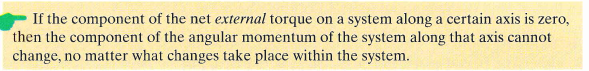 If the component of the net external torque on a system along a certain axis is zero,
then the component of the angular momentum of the system along that axis cannot
change, no matter what changes take place within the system.